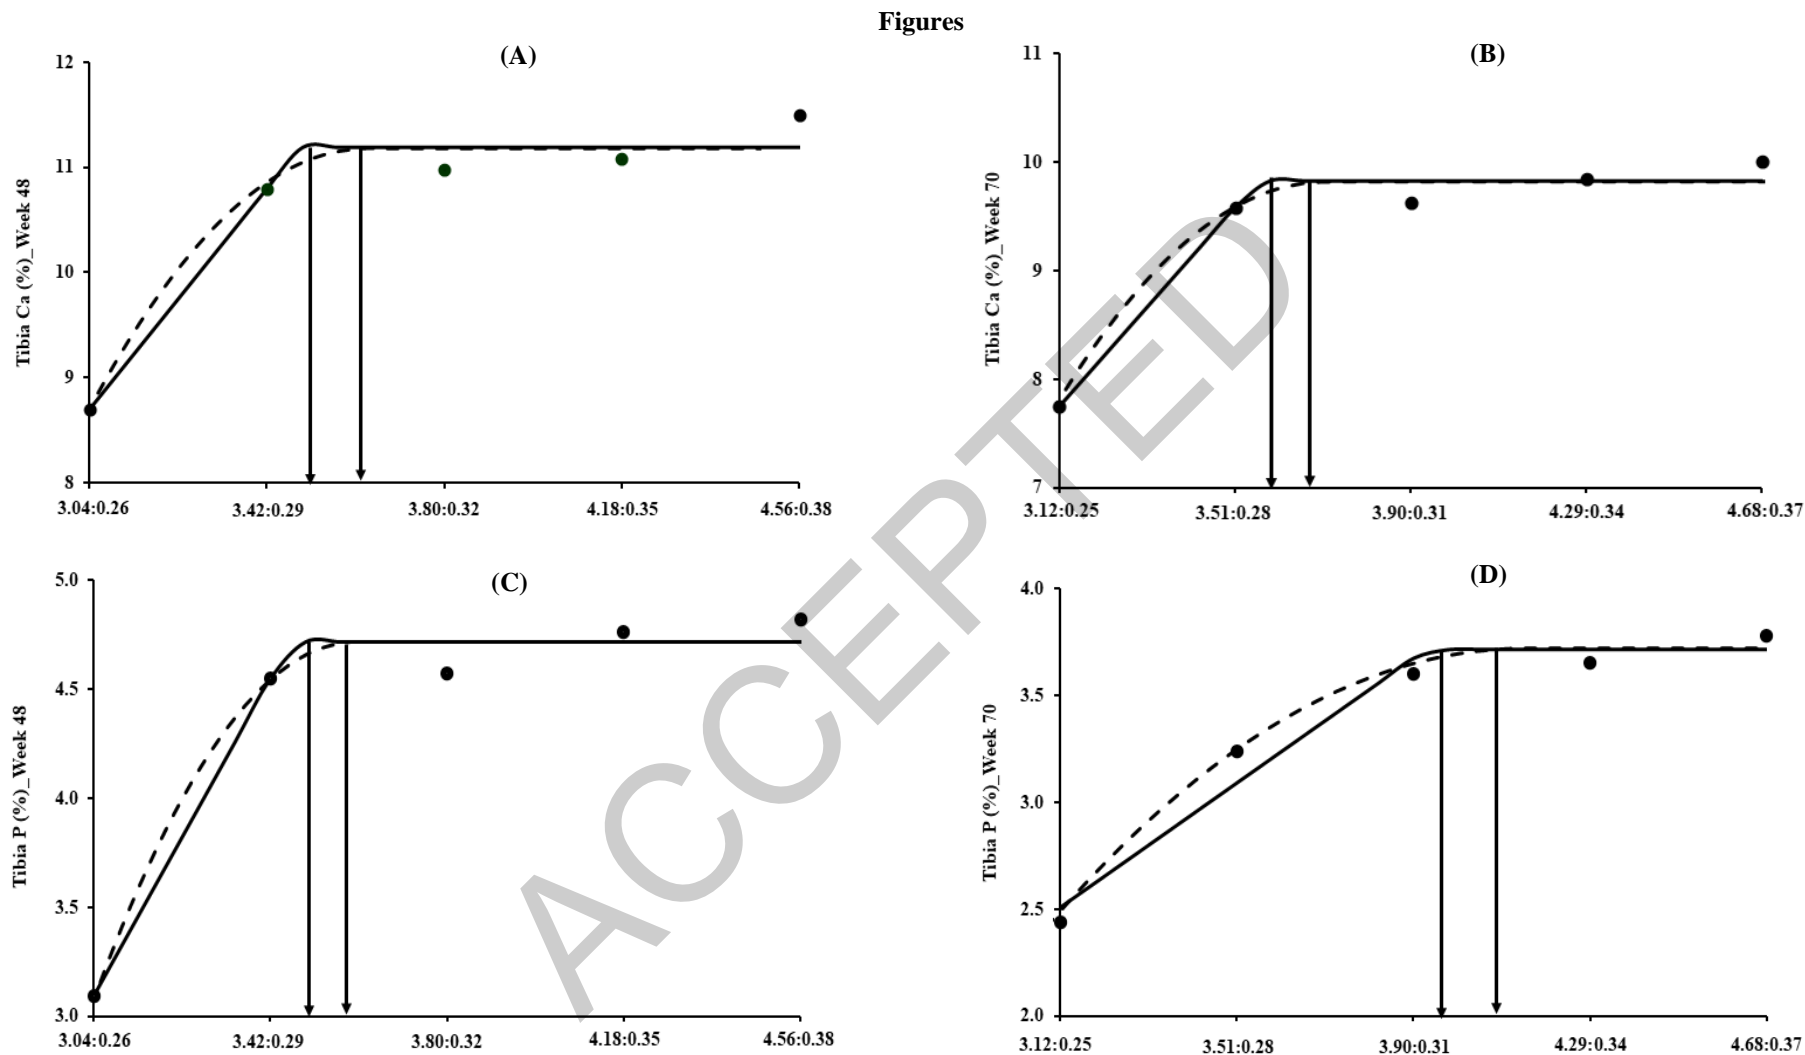 Figures
(A)
12
11
10
9
8
Tibia Ca (%)_Week 48
3.04:0.26 3.42:0.29 3.80:0.32 4.18:0.35 4.56:0.38
(B)
11
10
9
8
7
Tibia Ca (%)_Week 70
3.12:0.25 3.51:0.28 3.90:0.31 4.29:0.34 4.68:0.37
(C)
5.0
4.5
4.0
3.5
3.0
Tibia P (%)_Week 48
3.04:0.26 3.42:0.29 3.80:0.32 4.18:0.35 4.56:0.38
(D)
4.0
3.5
3.0
2.5
2.0
Tibia P (%)_Week 70
3.12:0.25 3.51:0.28 3.90:0.31 4.29:0.34 4.68:0.37
ACCEPTED